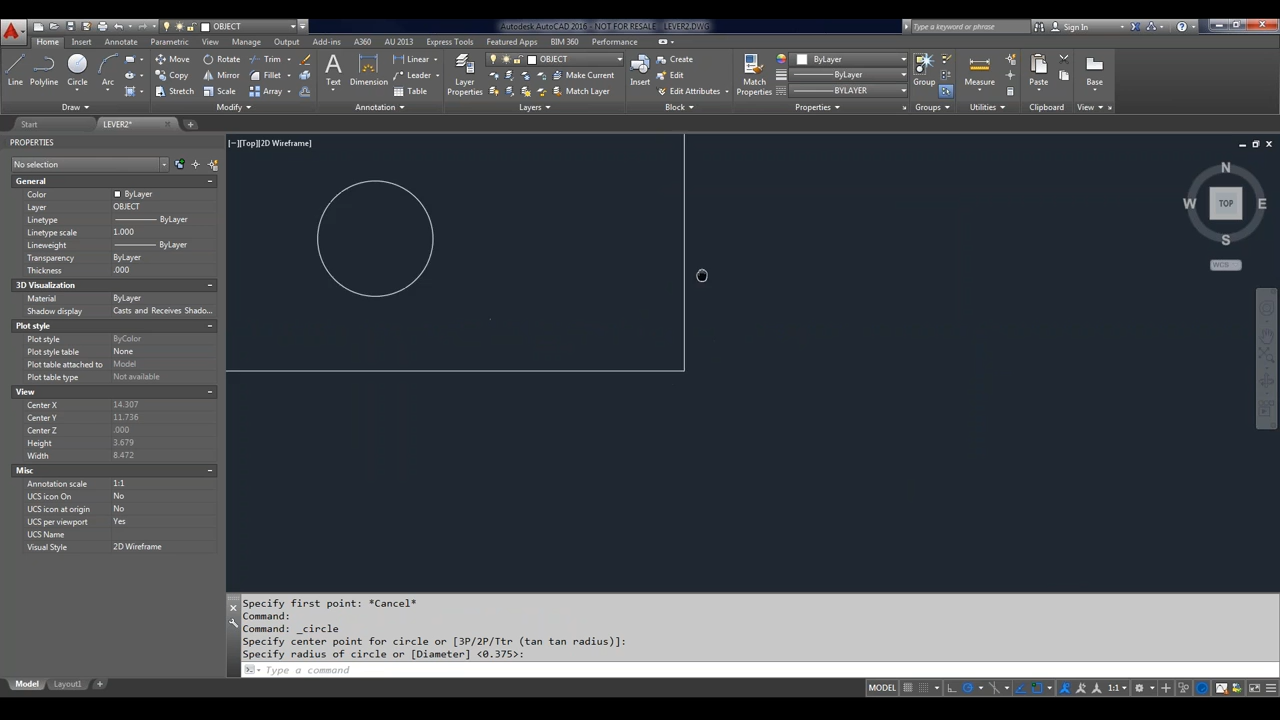 OBJECT
Autodesk AutoCAD 2016 - NOT FOR RESALE LEVER2.DWG
Type a keyword or phrase
Sign In
Home Insert Annotate Parametric View Manage Output Add-ins A360 AU 2013 Express Tools Featured Apps BIM 360 Performance
Line
Polyline
Circle
Arc
Move Rotate Trim
Copy Mirror Fillet
Stretch Scale Array
Text
Dimension
Linear
Leader
Table
Layer
Properties
OBJECT
Make Current
Match Layer
Insert
Create
Edit
Edit Attributes
Match
Properties
ByLayer
ByLayer
BYLAYER
Group
Measure
Paste
Base
Draw Modify Annotation Layers Block Properties Groups Utilities Clipboard View
Start LEVER2*
PROPERTIES
No selection
General
Color ByLayer
Layer OBJECT
Linetype ByLayer
Linetype scale 1.000
Lineweight ByLayer
Transparency ByLayer
Thickness .000
3D Visualization
Material ByLayer
Shadow display Casts and Receives Shado...
Plot style
Plot style ByColor
Plot style table None
Plot table attached to Model
Plot table type Not available
View
Center X 14.307
Center Y 11.736
Center Z .000
Height 3.679
Width 8.472
Misc
Annotation scale 1:1
UCS icon On No
UCS icon at origin No
UCS per viewport Yes
UCS Name
Visual Style 2D Wireframe
[−][Top][2D Wireframe]
N
W TOP E
S
WCS
Specify first point: *Cancel*
Command:
Command: _circle
Specify center point for circle or [3P/2P/Ttr (tan tan radius)]:
Specify radius of circle or [Diameter] <0.375>:
Type a command
Model Layout1
MODEL 1:1